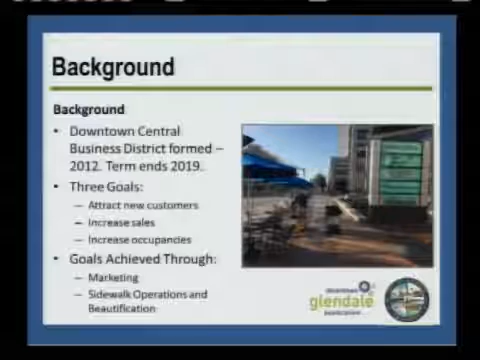 Background
Background
• Downtown Central
Business District formed –
2012. Term ends 2019.
• Three Goals:
– Attract new customers
– Increase sales
– Increase occupancies
• Goals Achieved Through:
– Marketing
– Sidewalk Operations and
Beautification
downtown
glendale